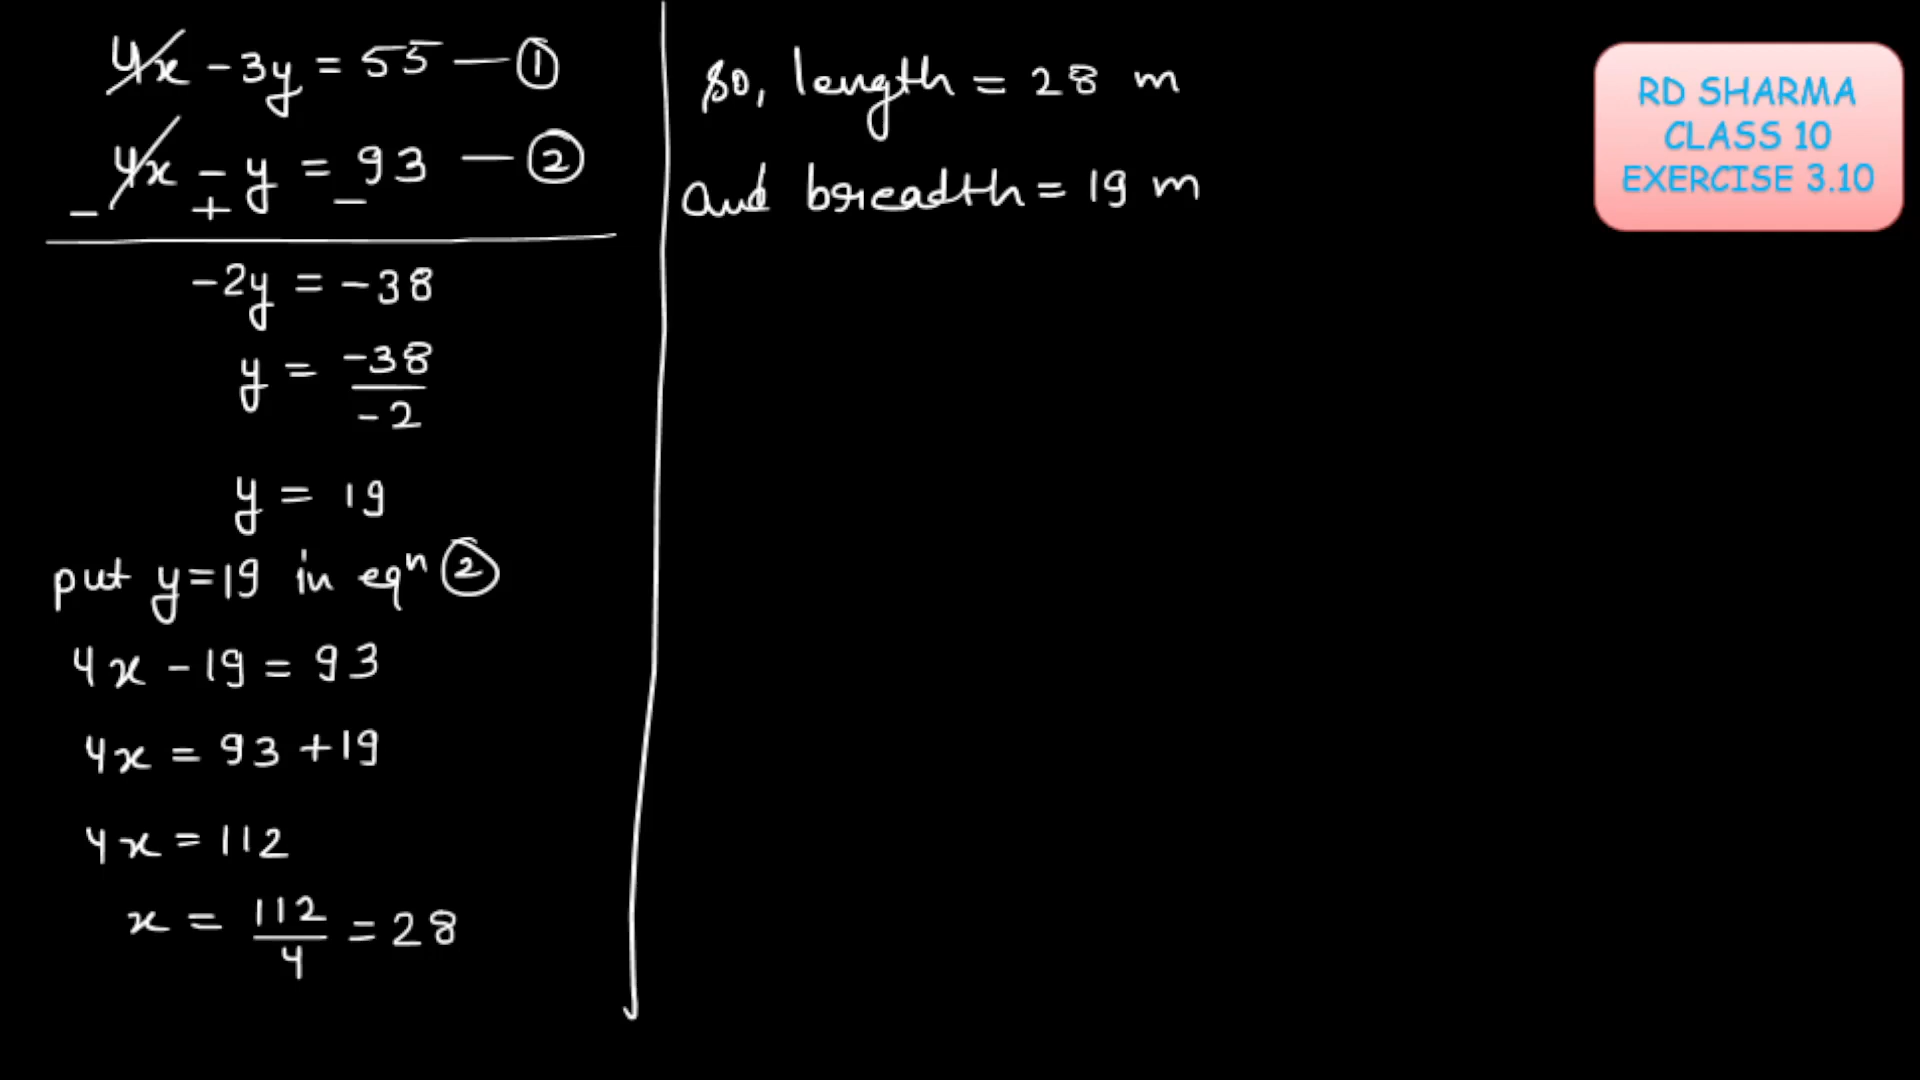 4x - 3y = 55 — ①
4x - y = 93 — ②
- + -
-2y = -38
y = -38/-2
y = 19
put y=19 in eqⁿ ②
4x - 19 = 93
4x = 93 + 19
4x = 112
x = 112/4 = 28
So, length = 28 m
and breadth = 19 m
RD SHARMA
CLASS 10
EXERCISE 3.10